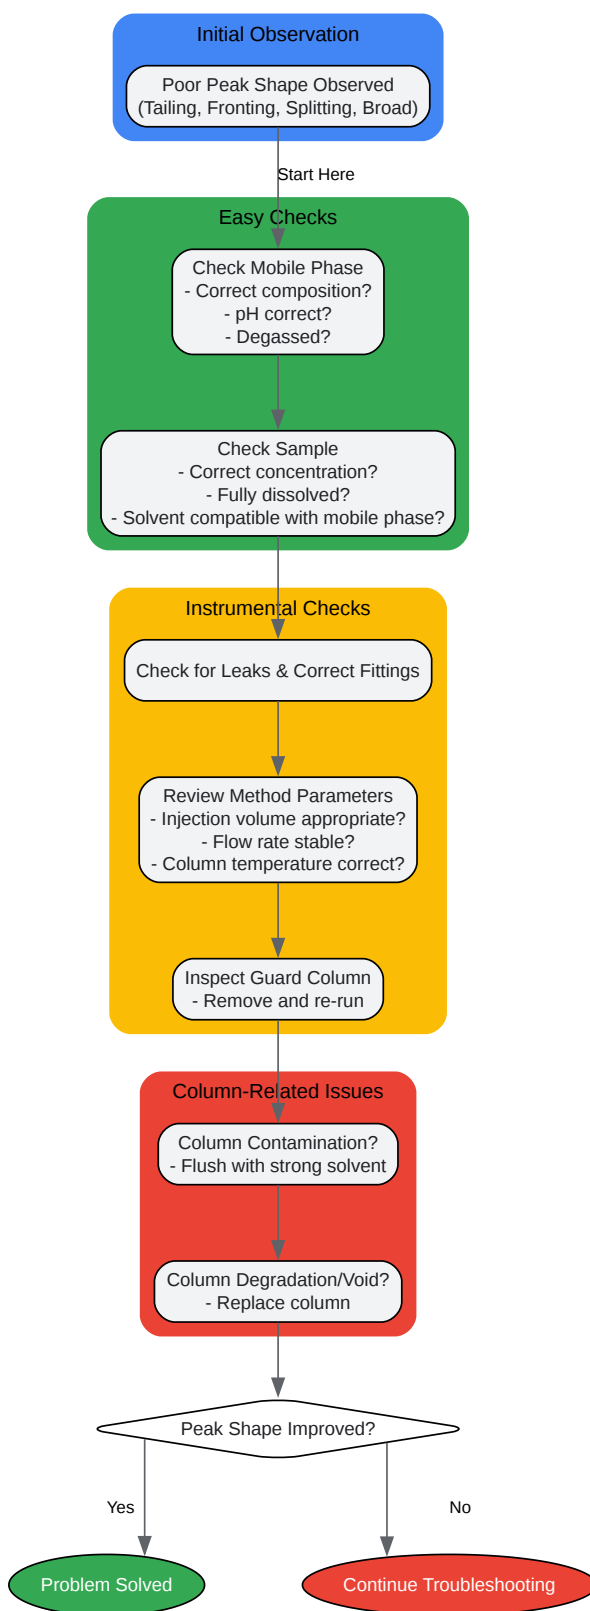 Initial Observation
Poor Peak Shape Observed
(Tailing, Fronting, Splitting, Broad)
Start Here
Easy Checks
Check Mobile Phase
- Correct composition?
- pH correct?
- Degassed?
Check Sample
- Correct concentration?
- Fully dissolved?
- Solvent compatible with mobile phase?
Instrumental Checks
Check for Leaks & Correct Fittings
Review Method Parameters
- Injection volume appropriate?
- Flow rate stable?
- Column temperature correct?
Inspect Guard Column
- Remove and re-run
Column-Related Issues
Column Contamination?
- Flush with strong solvent
Column Degradation/Void?
- Replace column
Peak Shape Improved?
Yes
No
Problem Solved
Continue Troubleshooting